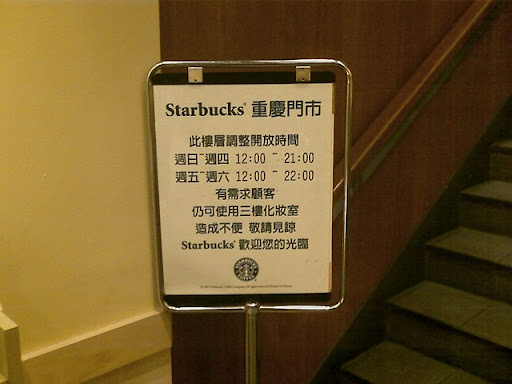 Starbucks® 重慶門市
此樓層調整開放時間
週日~週四 12:00 ~ 21:00
週五~週六 12:00 ~ 22:00
有需求顧客
仍可使用三樓化妝室
造成不便 敬請見諒
Starbucks® 歡迎您的光臨